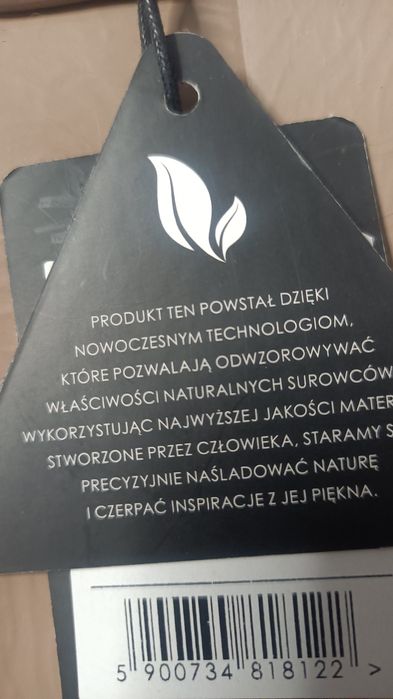 PRODUKT TEN POWSTAŁ DZIĘKI
NOWOCZESNYM TECHNOLOGIOM,
KTÓRE POZWALAJĄ ODWZOROWYWAĆ
WŁAŚCIWOŚCI NATURALNYCH SUROWCÓW
WYKORZYSTUJĄC NAJWYŻSZEJ JAKOŚCI MATER
STWORZONE PRZEZ CZŁOWIEKA, STARAMY S
PRECYZYJNIE NAŚLADOWAĆ NATURĘ
I CZERPAĆ INSPIRACJE Z JEJ PIĘKNA.
5 900734 818122 >